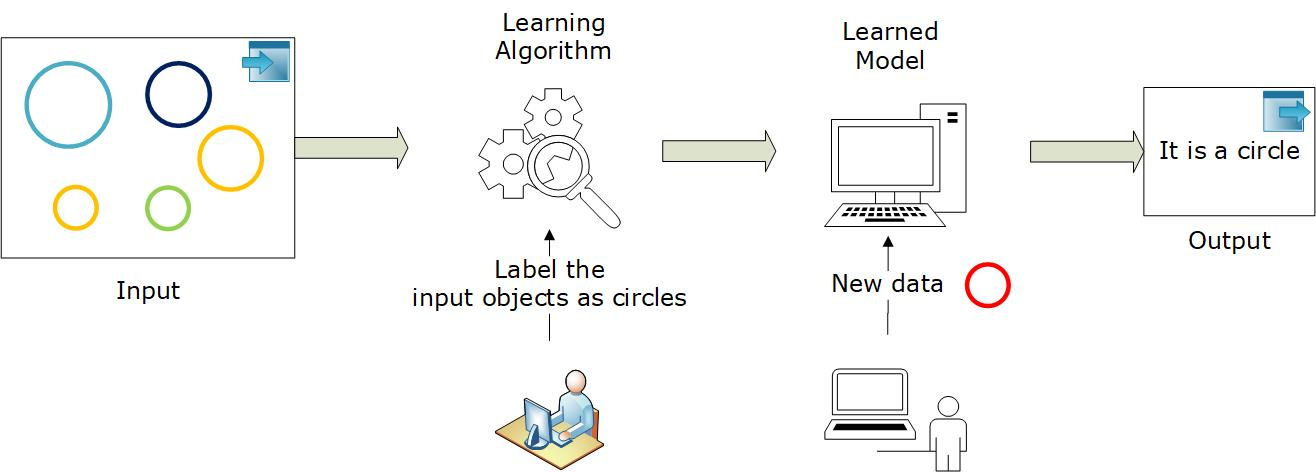 Learning
Algorithm
Learned
Model
It is a circle
Output
Input
Label the
input objects as circles
New data